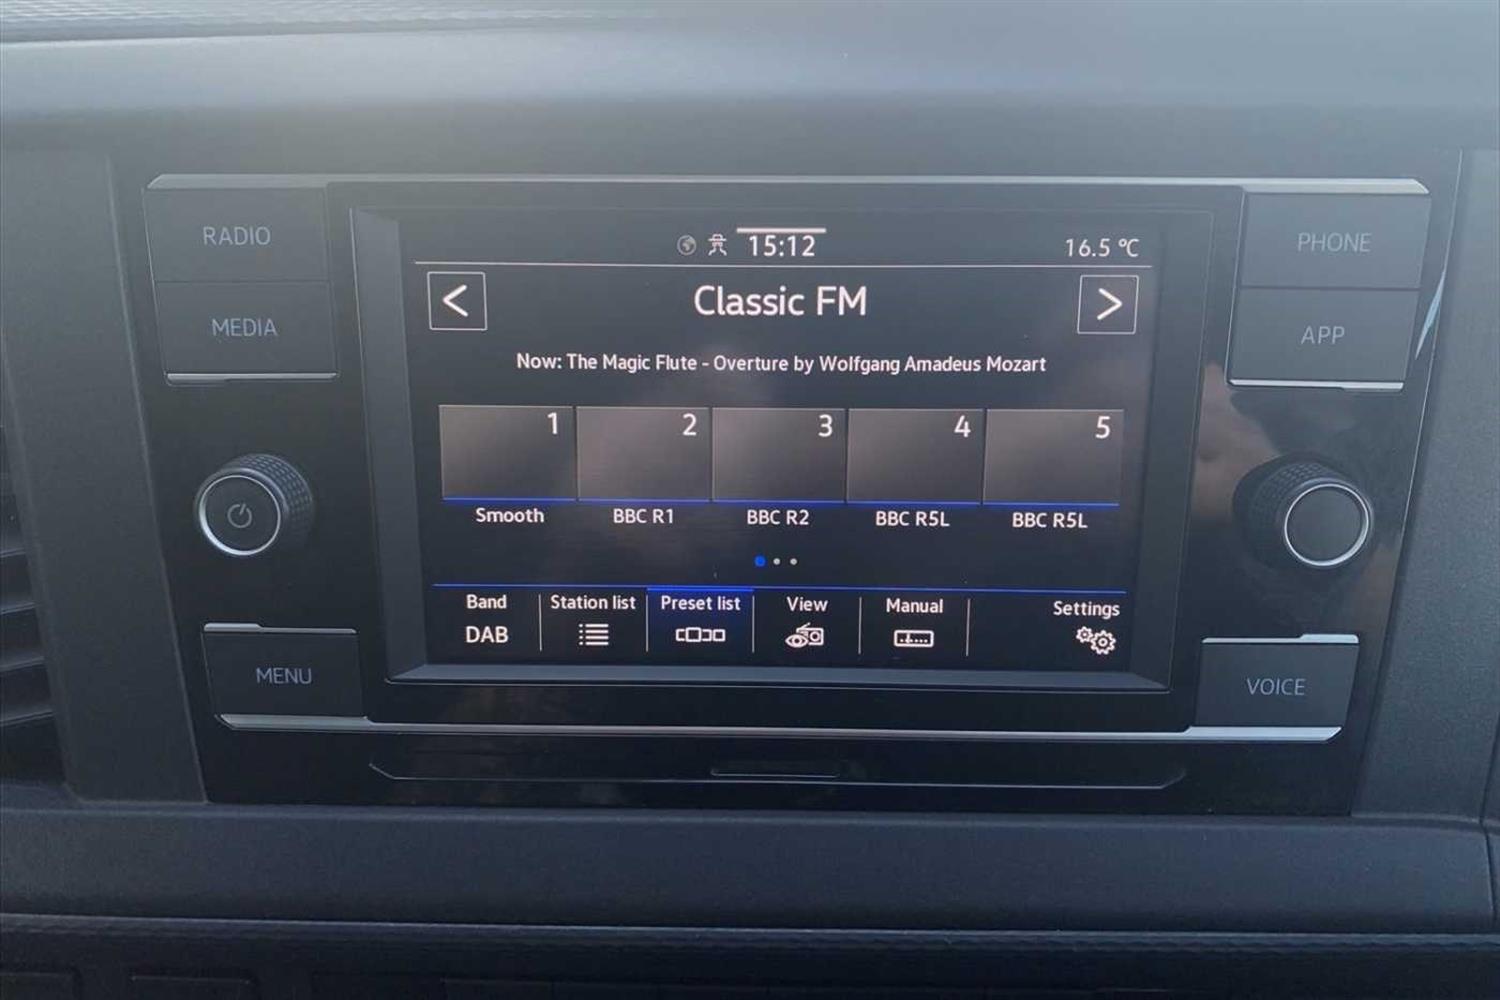 RADIO
MEDIA
MENU
15:12
16.5 °C
<
Classic FM
>
Now: The Magic Flute - Overture by Wolfgang Amadeus Mozart
1 2 3 4 5
Smooth BBC R1 BBC R2 BBC R5L BBC R5L
Band Station list Preset list View Manual Settings
DAB
PHONE
APP
VOICE